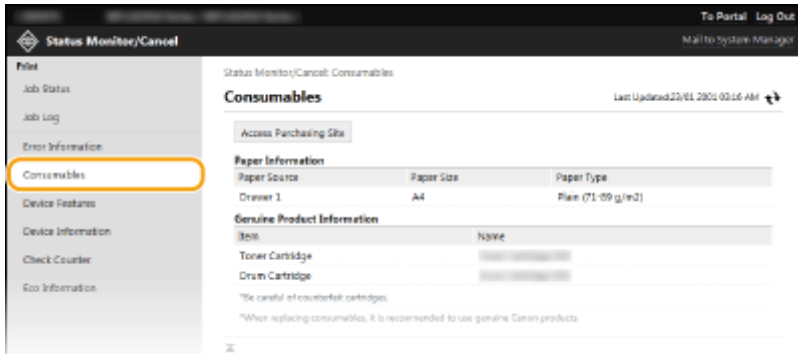 To Portal Log Out
Status Monitor/Cancel
Mail to System Manager
Print
Job Status
Job Log
Error Information
Consumables
Device Features
Device Information
Check Counter
Eco Information
Status Monitor/Cancel: Consumables
Consumables
Last Updated:23/01 2001 03:16 AM
Access Purchasing Site
Paper Information
Paper Source Paper Size Paper Type
Drawer 1 A4 Plain (71-89 g/m2)
Genuine Product Information
Item Name
Toner Cartridge
Drum Cartridge
*Be careful of counterfeit cartridges.
*When replacing consumables, it is recommended to use genuine Canon products.